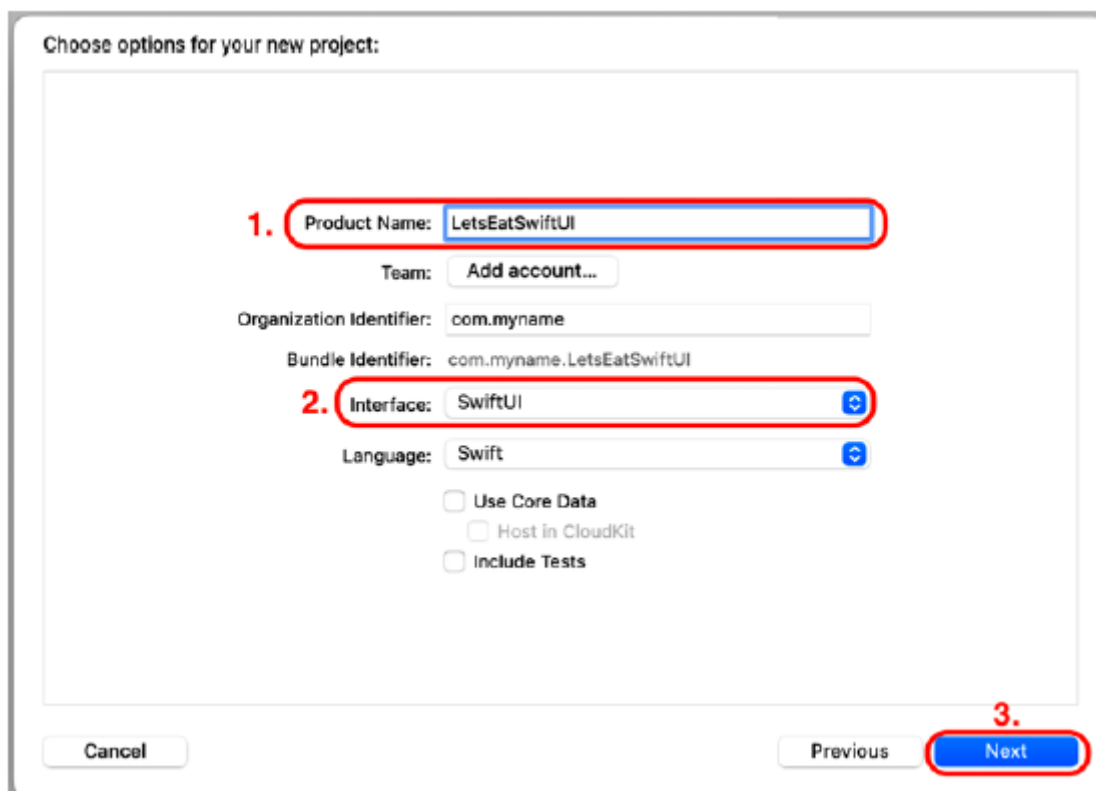 Choose options for your new project:
1. Product Name: LetsEatSwiftUI
Team: Add account...
Organization Identifier: com.myname
Bundle Identifier: com.myname.LetsEatSwiftUI
2. Interface: SwiftUI
Language: Swift
Use Core Data
Host in CloudKit
Include Tests
3.
Cancel Previous Next